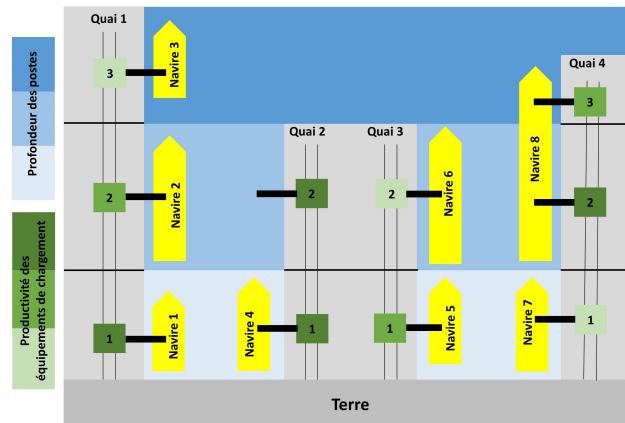 Quai 1
Quai 4
Quai 2
Quai 3
Profondeur des postes
Productivité des
équipements de chargement
3
Navire 3
2
Navire 2
1
Navire 1
Navire 4
2
1
2
Navire 6
1
Navire 5
Navire 8
3
2
Navire 7
1
Terre